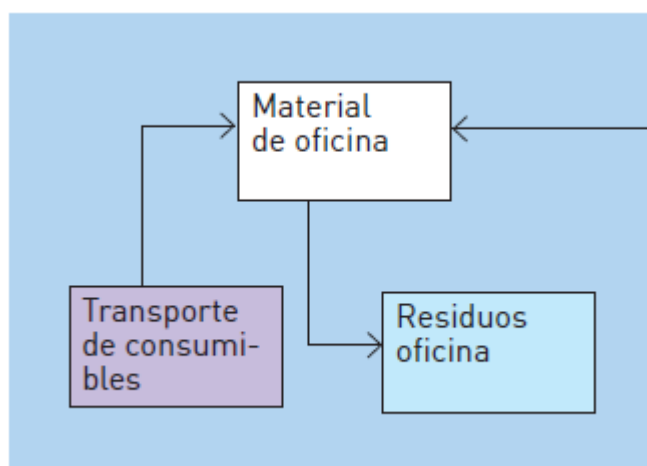 Material
de oficina
Transporte
de consumi-
bles
Residuos
oficina